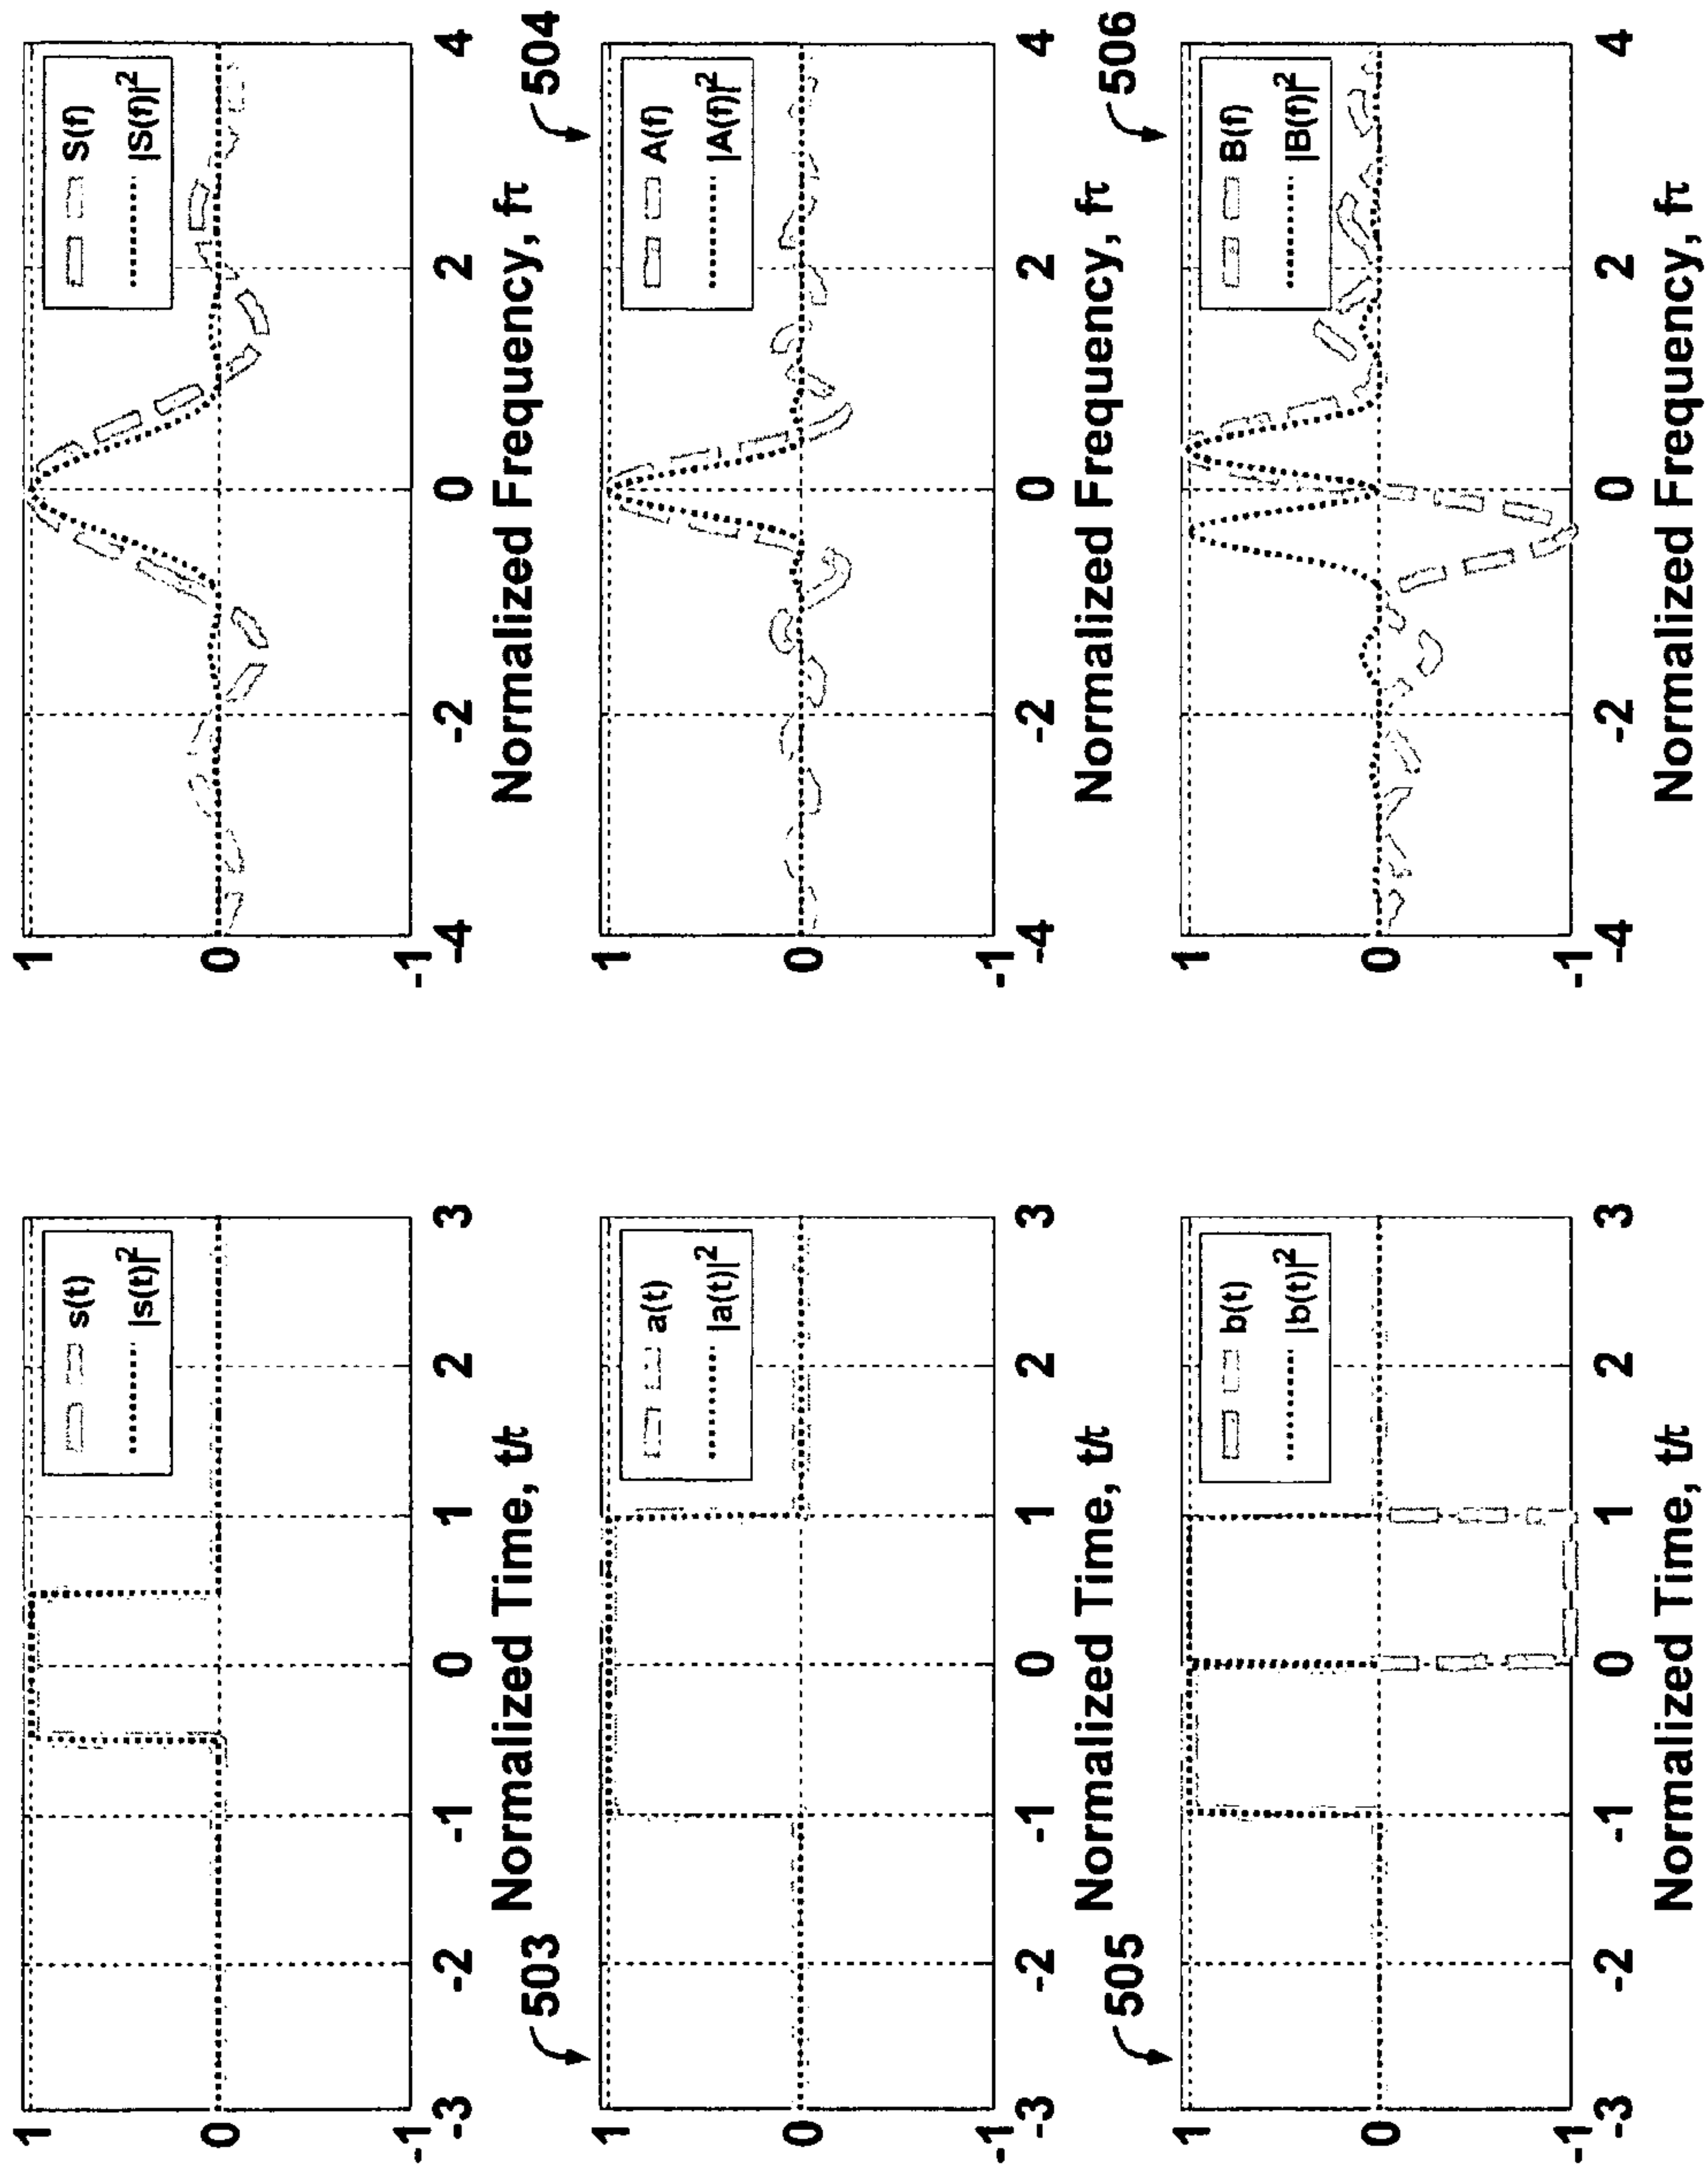 1
0
-1
s(t)
|s(t)|²
-3 -2 -1 0 1 2 3
Normalized Time, t/τ
1
0
-1
S(f)
|S(f)|²
-4 -2 0 2 4
Normalized Frequency, fτ
503
1
0
-1
a(t)
|a(t)|²
-3 -2 -1 0 1 2 3
Normalized Time, t/τ
504
1
0
-1
A(f)
|A(f)|²
-4 -2 0 2 4
Normalized Frequency, fτ
505
1
0
-1
b(t)
|b(t)|²
-3 -2 -1 0 1 2 3
Normalized Time, t/τ
506
1
0
-1
B(f)
|B(f)|²
-4 -2 0 2 4
Normalized Frequency, fτ